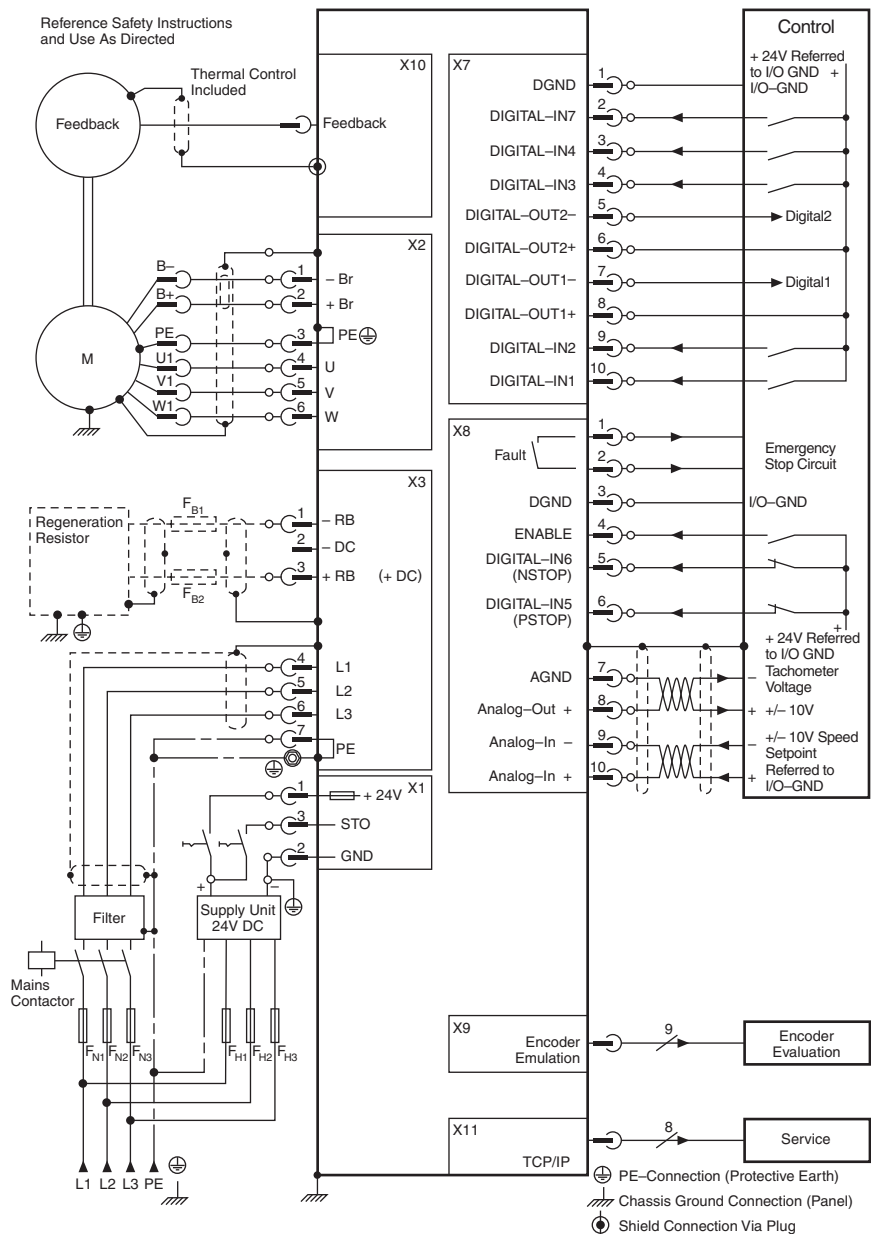 Reference Safety Instructions
and Use As Directed
Feedback
Thermal Control
Included
X10
Feedback
M
B–
B+
PE
U1
V1
W1
X2
1
– Br
2
+ Br
3
PE
4
U
5
V
6
W
Regeneration
Resistor
FB1
FB2
X3
1
– RB
2
– DC
3
+ RB
(+ DC)
4
L1
5
L2
6
L3
7
PE
X1
1
+ 24V
3
STO
2
GND
+
–
Supply Unit
24V DC
Filter
Mains
Contactor
FN1
FN2
FN3
FH1
FH2
FH3
L1 L2 L3 PE
X7
DGND
1
DIGITAL–IN7
2
DIGITAL–IN4
3
DIGITAL–IN3
4
DIGITAL–OUT2–
5
DIGITAL–OUT2+
6
DIGITAL–OUT1–
7
DIGITAL–OUT1+
8
DIGITAL–IN2
9
DIGITAL–IN1
10
X8
Fault
1
2
DGND
3
ENABLE
4
DIGITAL–IN6
(NSTOP)
5
DIGITAL–IN5
(PSTOP)
6
AGND
7
Analog–Out +
8
Analog–In –
9
Analog–In +
10
Control
+ 24V Referred
to I/O GND +
I/O–GND
Digital2
Digital1
Emergency
Stop Circuit
I/O–GND
+
+ 24V Referred
to I/O GND
– Tachometer
Voltage
+ +/– 10V
– +/– 10V Speed
Setpoint
+ Referred to
I/O–GND
X9
Encoder
Emulation
9
Encoder
Evaluation
X11
TCP/IP
8
Service
PE–Connection (Protective Earth)
Chassis Ground Connection (Panel)
Shield Connection Via Plug